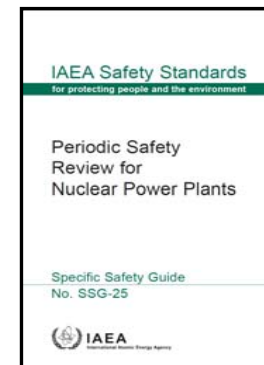 IAEA Safety Standards
for protecting people and the environment
Periodic Safety
Review for
Nuclear Power Plants
Specific Safety Guide
No. SSG-25
IAEA
International Atomic Energy Agency